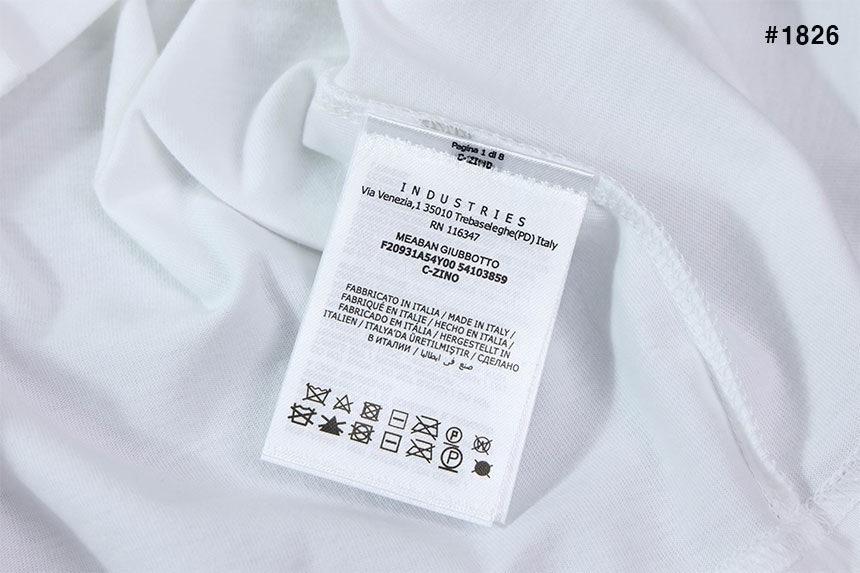 #1826
Pagina 1 di 8
C-ZINO
INDUSTRIES
Via Venezia,1 35010 Trebaseleghe(PD) Italy
RN 116347
MEABAN GIUBBOTTO
F20931A54Y00 54103859
C-ZINO
FABBRICATO IN ITALIA / MADE IN ITALY /
FABRIQUÉ EN ITALIE / HECHO EN ITALIA /
FABRICADO EM ITÁLIA / HERGESTELLT IN
ITALIEN / ITALYA'DA ÜRETILMIŞTIR / СДЕЛАНО
В ИТАЛИИ / صنع في ايطاليا
P W
P